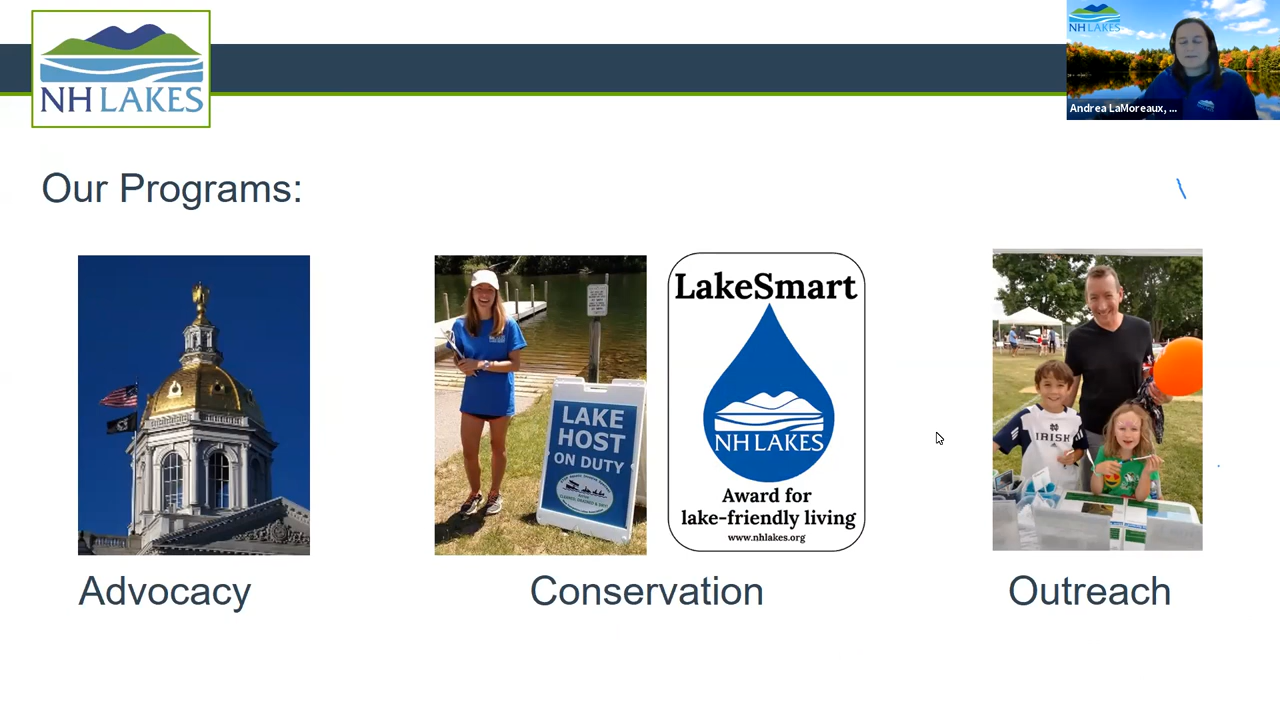 NH LAKES
NH LAKES
Andrea LaMoreaux, ...
Our Programs:
LAKE
HOST
ON DUTY
LakeSmart
NH LAKES
Award for
lake-friendly living
www.nhlakes.org
IRISH
Advocacy
Conservation
Outreach